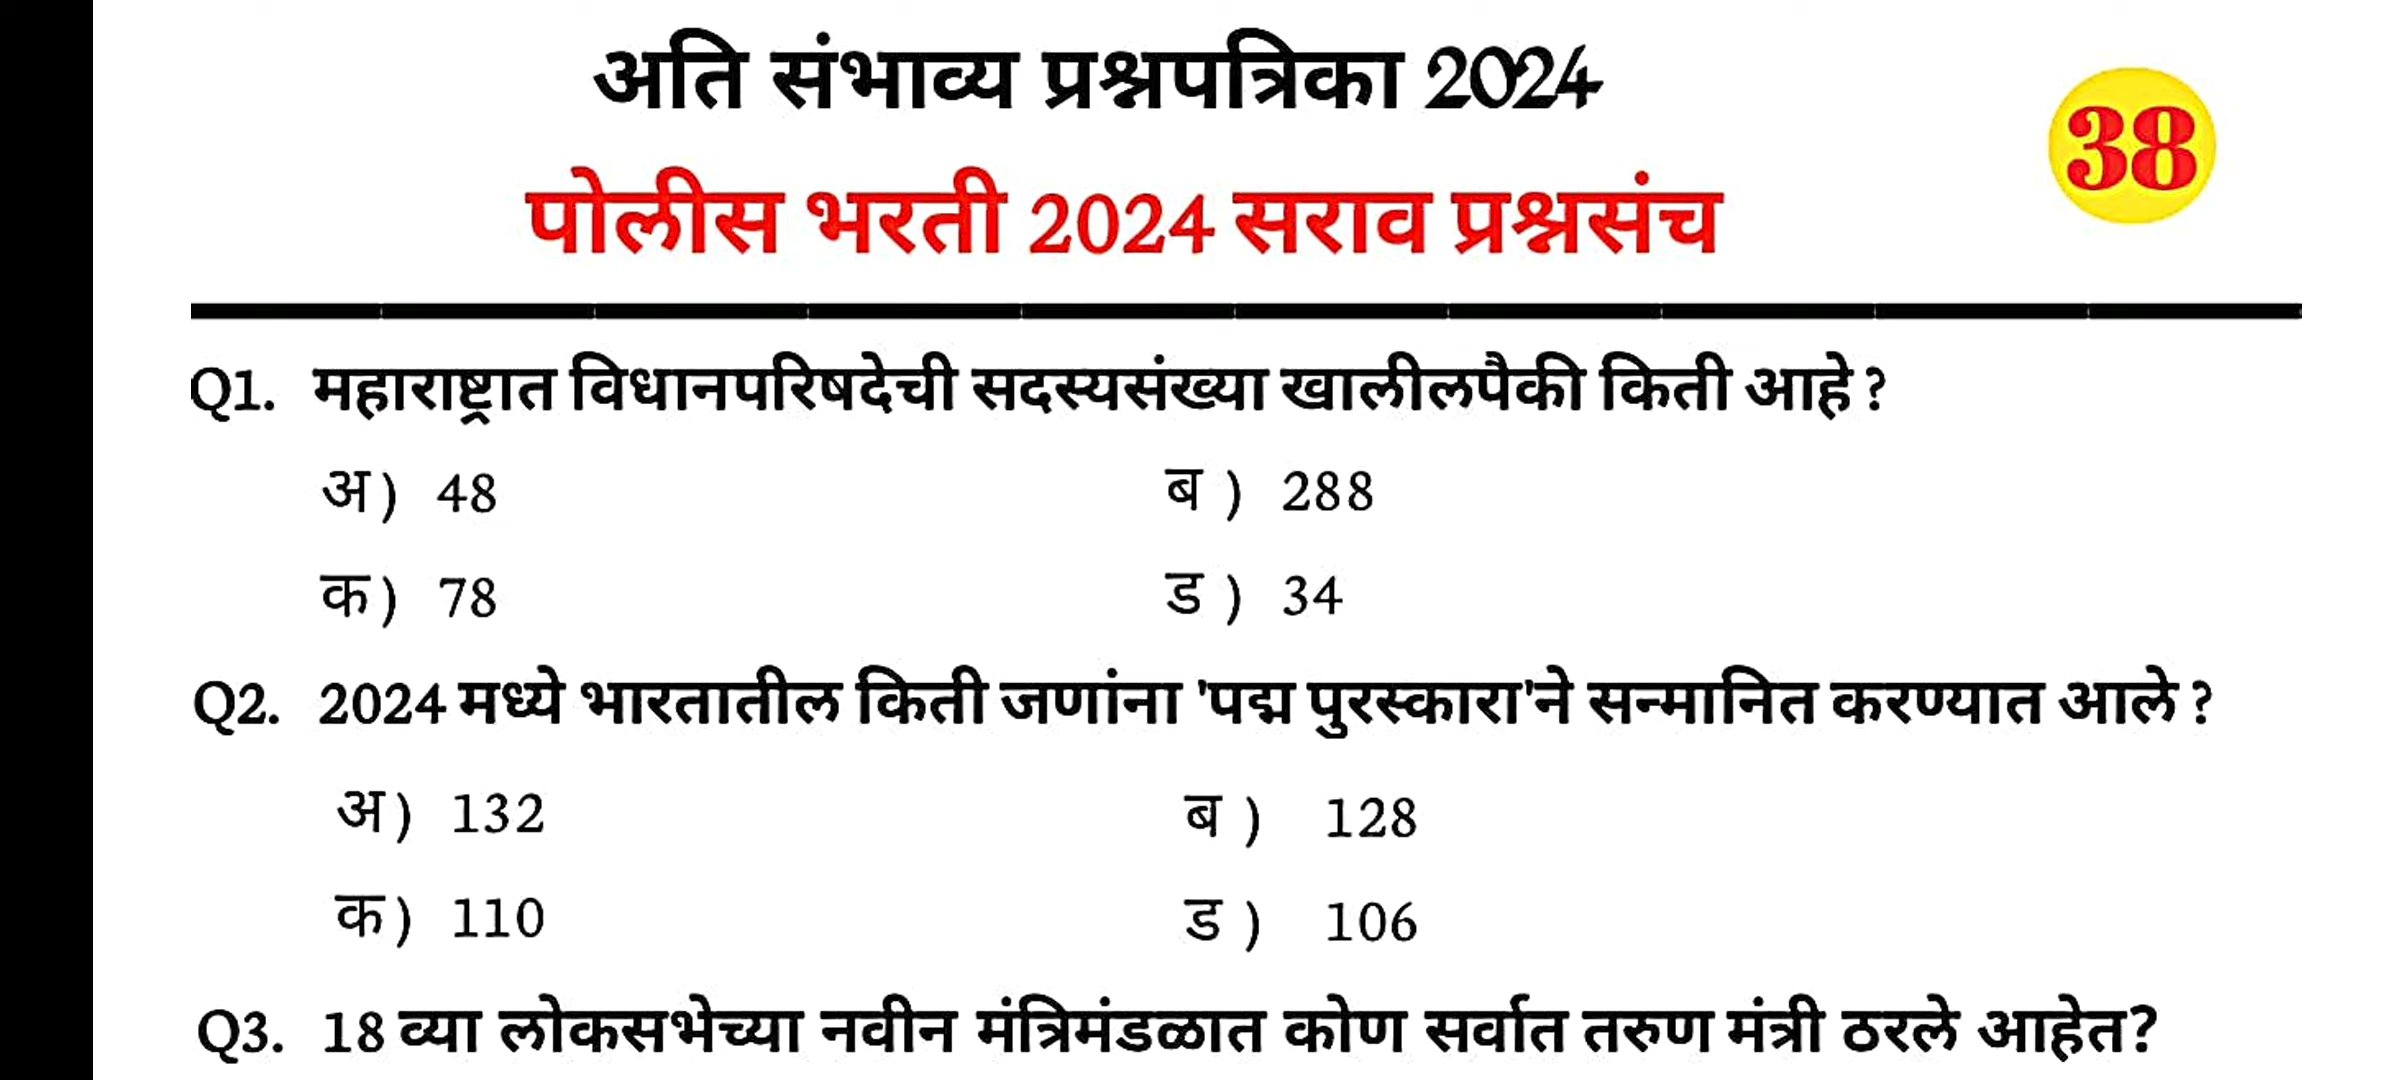 अति संभाव्य प्रश्नपत्रिका 2024
38
पोलीस भरती 2024 सराव प्रश्नसंच
Q1. महाराष्ट्रात विधानपरिषदेची सदस्यसंख्या खालीलपैकी किती आहे?
अ) 48 ब ) 288
क) 78 ड ) 34
Q2. 2024 मध्ये भारतातील किती जणांना 'पद्म पुरस्कारा'ने सन्मानित करण्यात आले?
अ) 132 ब ) 128
क) 110 ड ) 106
Q3. 18 व्या लोकसभेच्या नवीन मंत्रिमंडळात कोण सर्वात तरुण मंत्री ठरले आहेत?